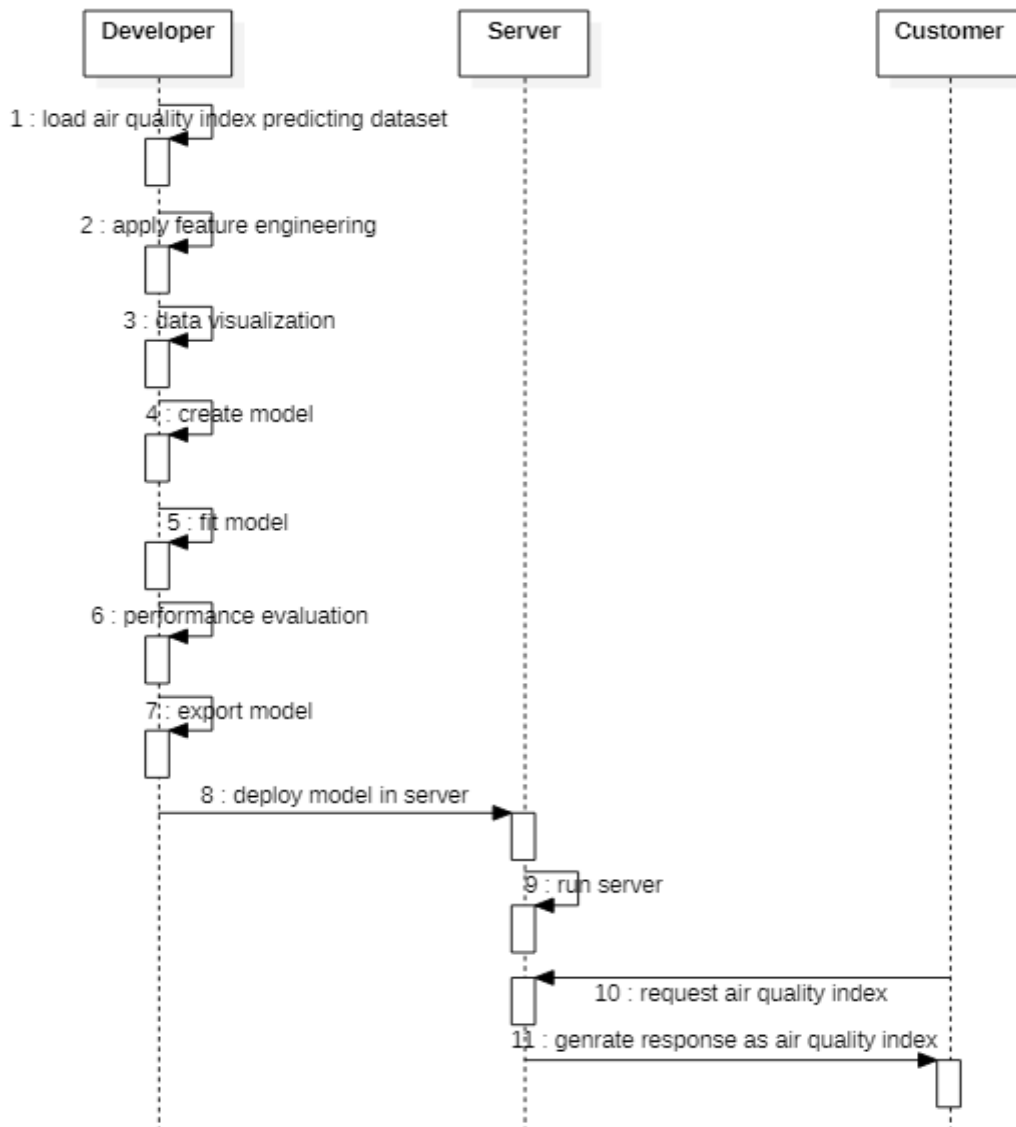 Developer
Server
Customer
1 : load air quality index predicting dataset
2 : apply feature engineering
3 : data visualization
4 : create model
5 : fit model
6 : performance evaluation
7 : export model
8 : deploy model in server
9 : run server
10 : request air quality index
11 : genrate response as air quality index